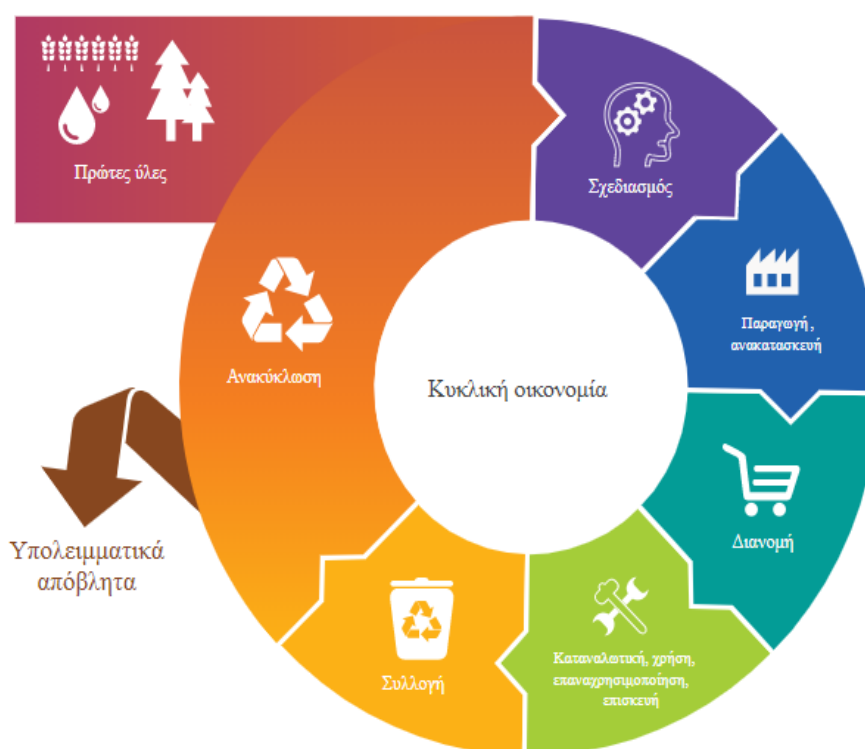 Πρώτες ύλες
Σχεδιασμός
Παραγωγή ,
ανακατασκευή
Διανομή
Καταναλωτική, χρήση,
επαναχρησιμοποίηση,
επισκευή
Συλλογή
Ανακύκλωση
Υπολειμματικά
απόβλητα
Κυκλική οικονομία